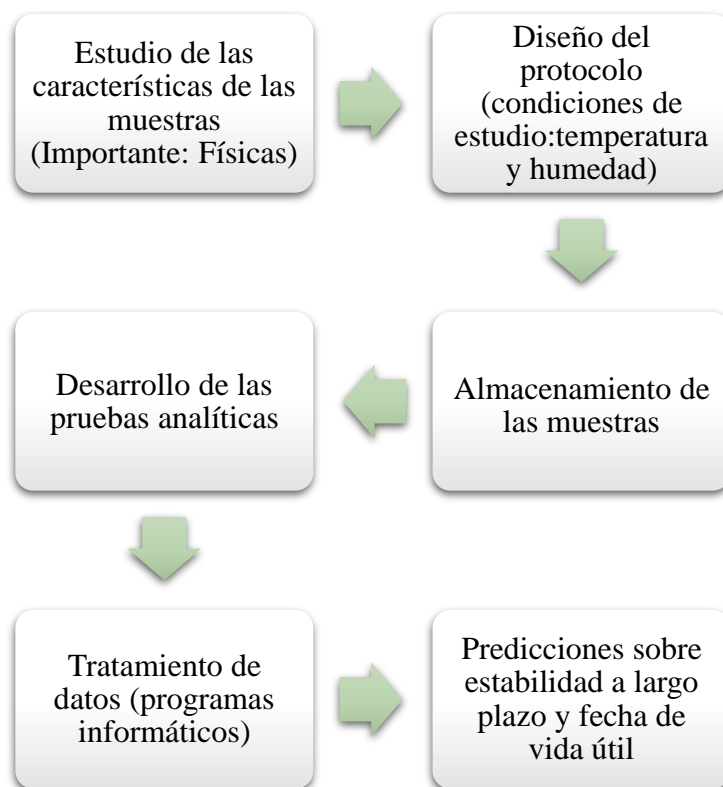 Estudio de las
características de las
muestras
(Importante: Físicas)
Diseño del
protocolo
(condiciones de
estudio:temperatura
y humedad)
Almacenamiento de
las muestras
Desarrollo de las
pruebas analíticas
Tratamiento de
datos (programas
informáticos)
Predicciones sobre
estabilidad a largo
plazo y fecha de
vida útil